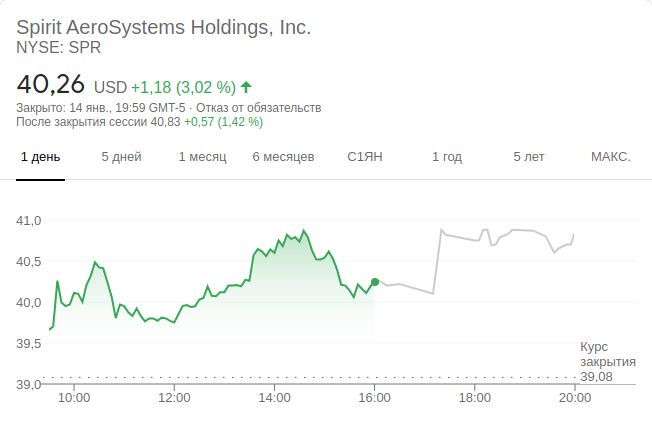 Spirit AeroSystems Holdings, Inc.
NYSE: SPR
40,26 USD +1,18 (3,02 %)
Закрыто: 14 янв., 19:59 GMT-5 · Отказ от обязательств
После закрытия сессии 40,83 +0,57 (1,42 %)
1 день 5 дней 1 месяц 6 месяцев С1ЯН 1 год 5 лет МАКС.
41,0
40,5
40,0
39,5
39,0
Курс
закрытия
39,08
10:00 12:00 14:00 16:00 18:00 20:00